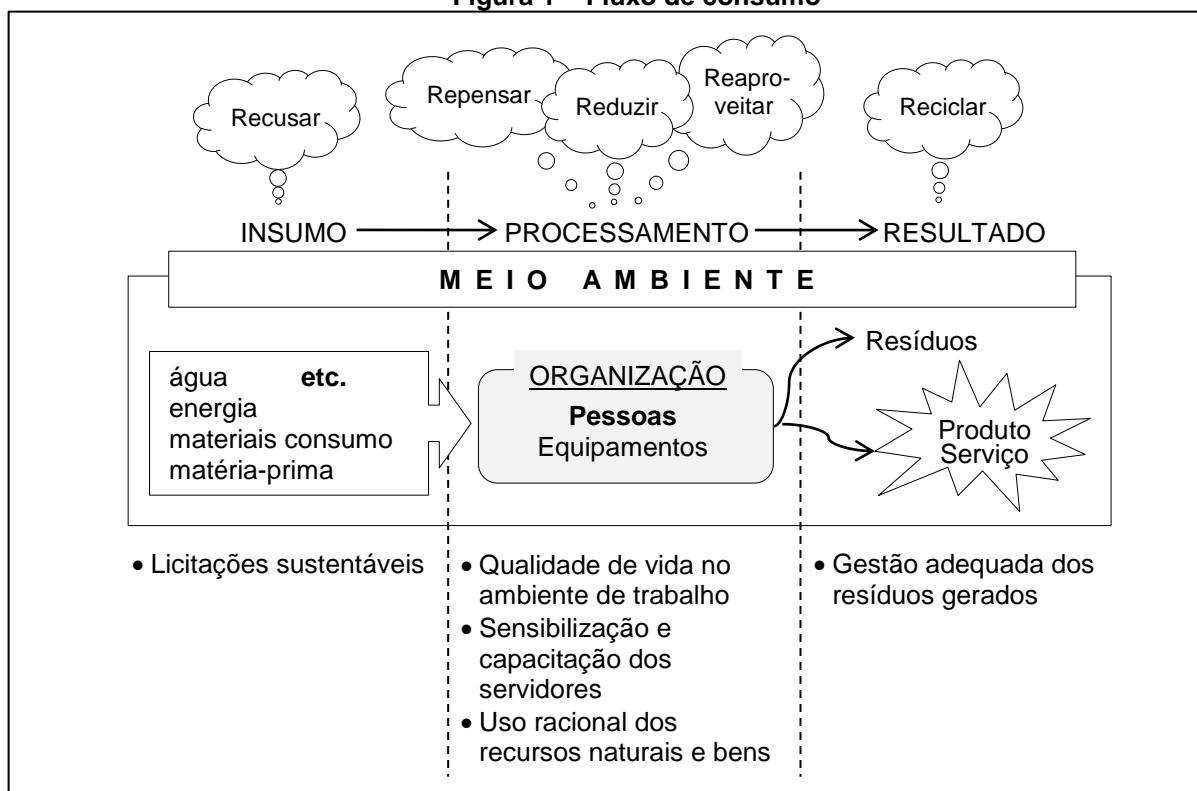 Figura 1 – Fluxo de consumo
Recusar
Repensar
Reduzir
Reapro-
veitar
Reciclar
INSUMO
PROCESSAMENTO
RESULTADO
MEIO AMBIENTE
água etc.
energia
materiais consumo
matéria-prima
ORGANIZAÇÃO
Pessoas
Equipamentos
Resíduos
Produto
Serviço
• Licitações sustentáveis
• Qualidade de vida no
ambiente de trabalho
• Sensibilização e
capacitação dos
servidores
• Uso racional dos
recursos naturais e bens
• Gestão adequada dos
resíduos gerados